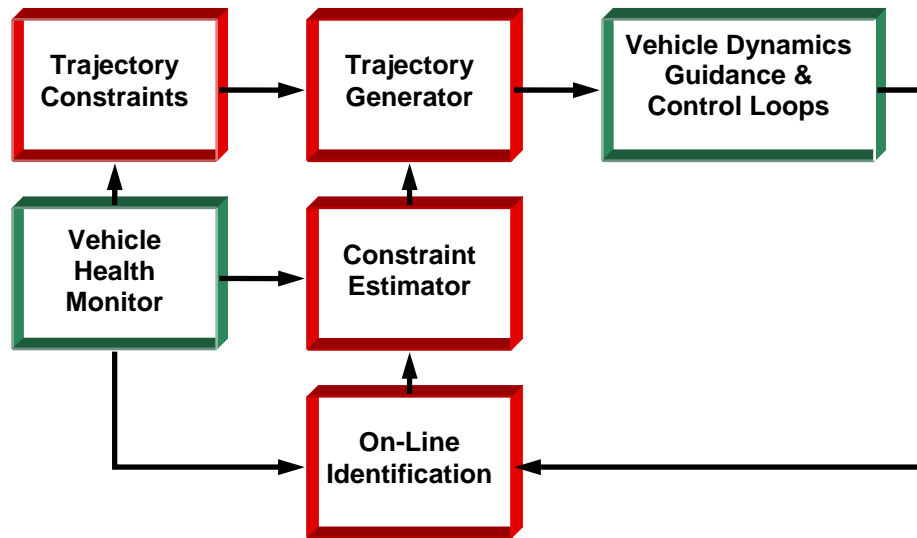 Trajectory
Constraints
Trajectory
Generator
Vehicle Dynamics
Guidance &
Control Loops
Vehicle
Health
Monitor
Constraint
Estimator
On-Line
Identification